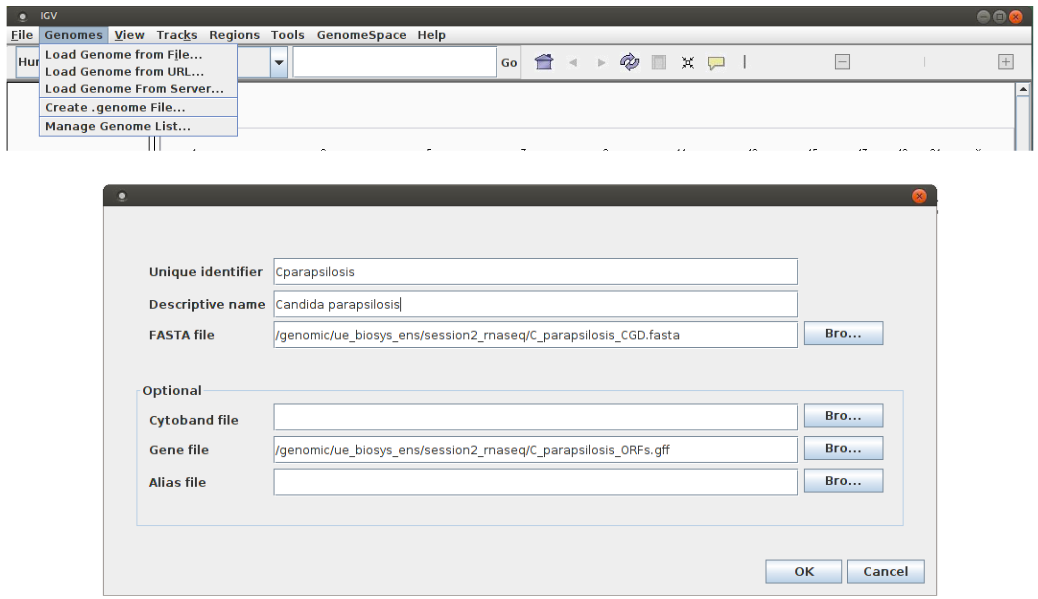 IGV
File Genomes View Tracks Regions Tools GenomeSpace Help
Load Genome from File...
Go
Load Genome from URL...
Load Genome From Server...
Create .genome File...
Manage Genome List...
Unique identifier Cparapsilosis
Descriptive name Candida parapsilosis
FASTA file /genomic/ue_biosys_ens/session2_rnaseq/C_parapsilosis_CGD.fasta Bro...
Optional
Cytoband file Bro...
Gene file /genomic/ue_biosys_ens/session2_rnaseq/C_parapsilosis_ORFs.gff Bro...
Alias file Bro...
OK Cancel